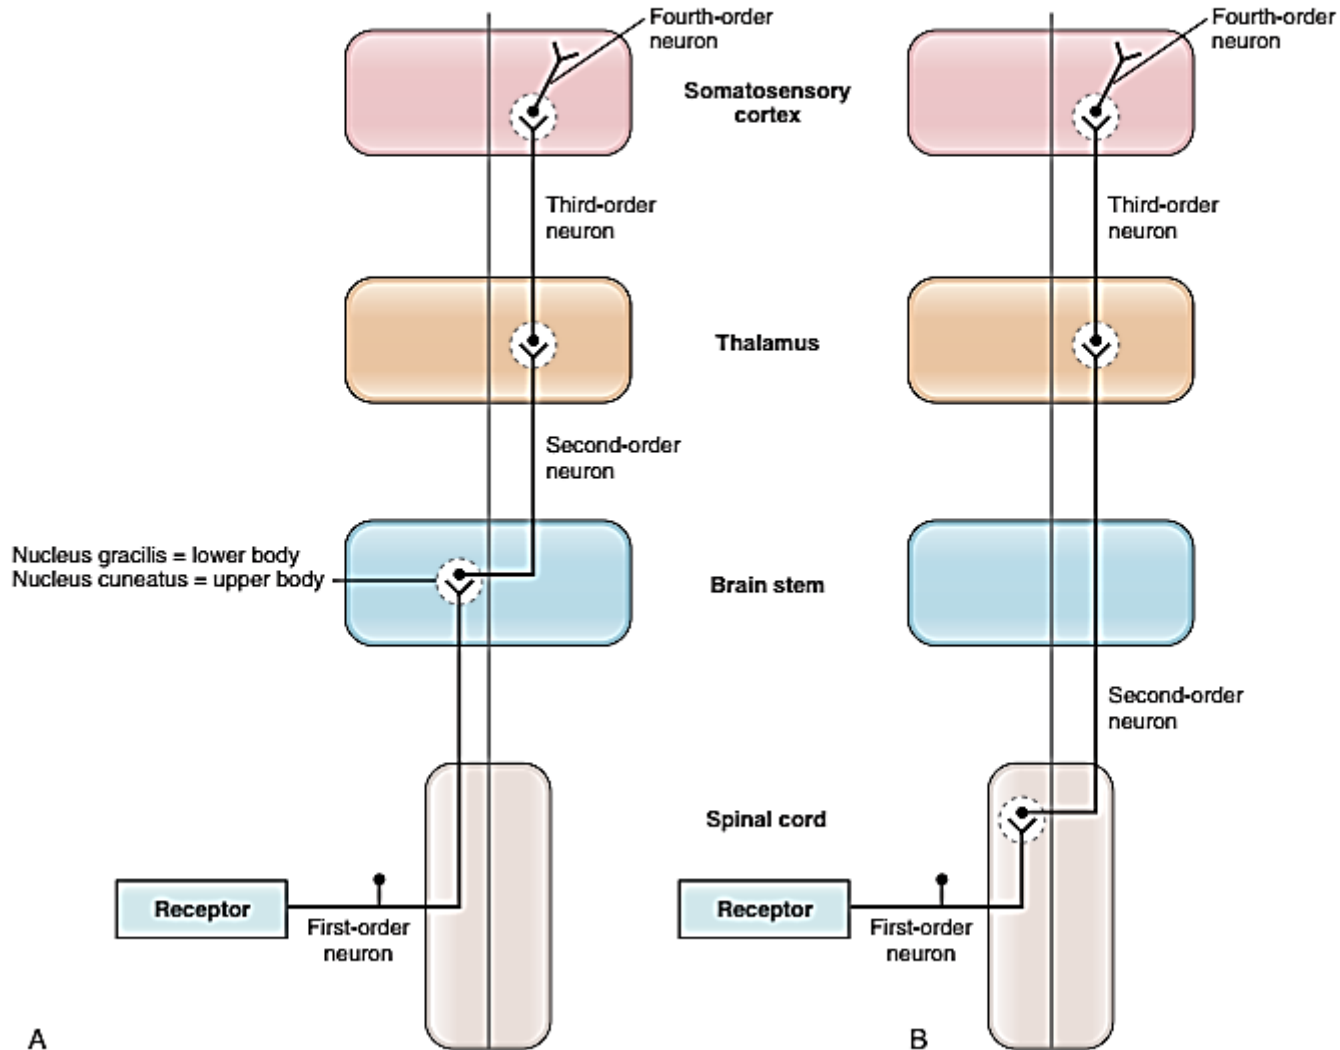 Fourth-order
neuron
Somatosensory
cortex
Third-order
neuron
Thalamus
Second-order
neuron
Nucleus gracilis = lower body
Nucleus cuneatus = upper body
Brain stem
Spinal cord
Receptor
First-order
neuron
A
Fourth-order
neuron
Third-order
neuron
Second-order
neuron
Receptor
First-order
neuron
B